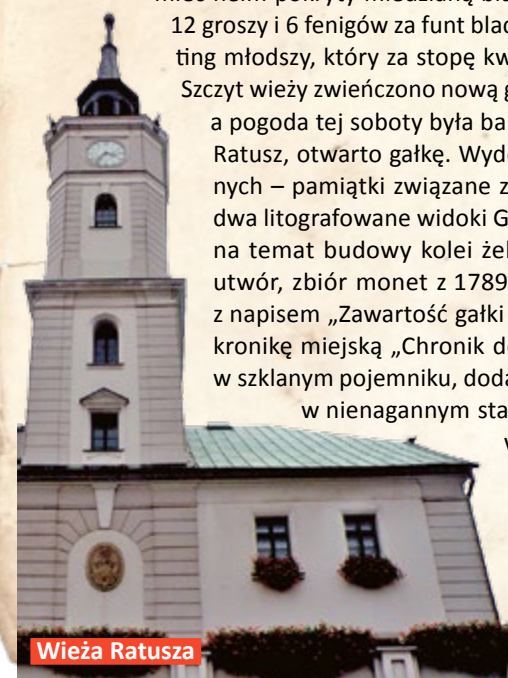 12 groszy i 6 fenigów za funt blac
ting młodszy, który za stopę kw
Szczyt wieży zwieńczono nową g
a pogoda tej soboty była ba
Ratusz, otwarto gałkę. Wyd
nych – pamiątki związane z
dwa litografowane widoki G
na temat budowy kolei żel
utwór, zbiór monet z 1789
z napisem „Zawartość gałki
kronikę miejską „Chronik d
w szklanym pojemniku, doda
w nienagannym sta
Wieża Ratusza